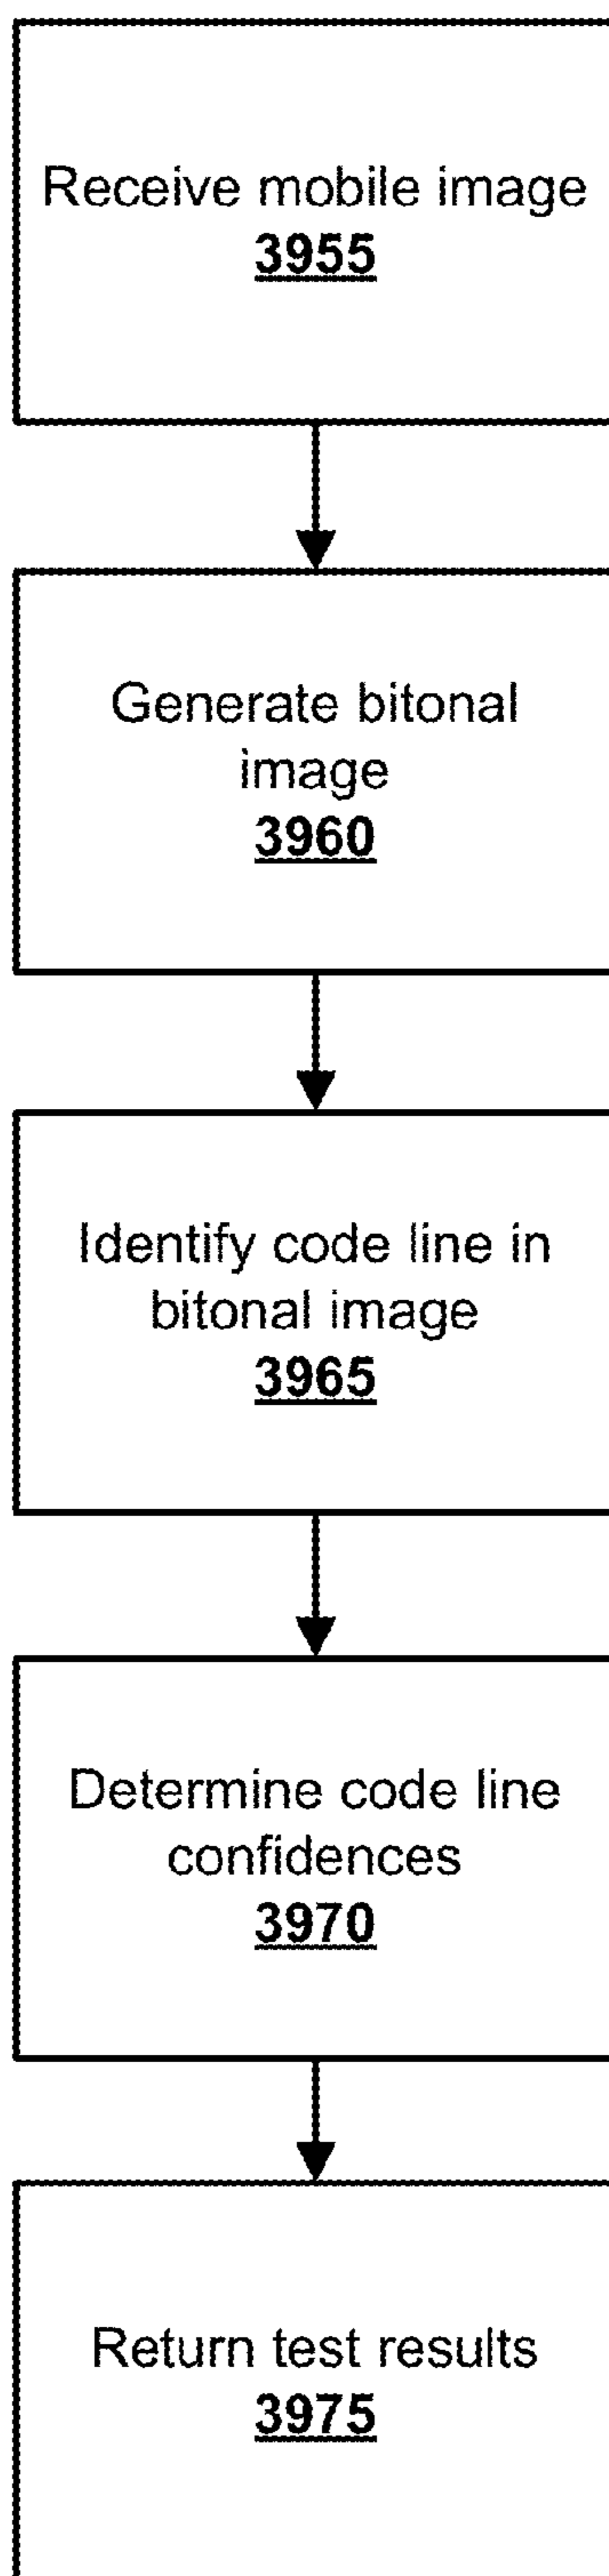 Receive mobile image
3955
Generate bitonal
image
3960
Identify code line in
bitonal image
3965
Determine code line
confidences
3970
Return test results
3975